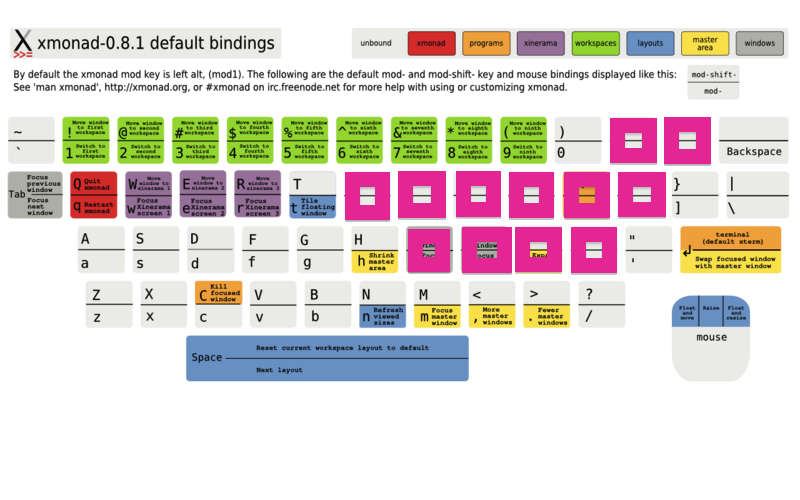 X xmonad-0.8.1 default bindings
unbound xmonad programs xinerama workspaces layouts master area windows
By default the xmonad mod key is left alt, (mod1). The following are the default mod- and mod-shift- key and mouse bindings displayed like this:
See 'man xmonad', http://xmonad.org, or #xmonad on irc.freenode.net for more help with using or customizing xmonad.
mod-shift-
mod-
~
`
! Move window to first workspace
1 Switch to first workspace
@ Move window to second workspace
2 Switch to second workspace
# Move window to third workspace
3 Switch to third workspace
$ Move window to fourth workspace
4 Switch to fourth workspace
% Move window to fifth workspace
5 Switch to fifth workspace
^ Move window to sixth workspace
6 Switch to sixth workspace
& Move window to seventh workspace
7 Switch to seventh workspace
* Move window to eighth workspace
8 Switch to eighth workspace
( Move window to ninth workspace
9 Switch to ninth workspace
)
0
Backspace
Tab
Focus previous window
Focus next window
Q Quit xmonad
q Restart xmonad
W Move window to xinerama 1
w Focus Xinerama screen 1
E Move window to xinerama 2
e Focus Xinerama screen 2
R Move window to xinerama 3
r Focus Xinerama screen 3
T
t Tile floating window
}
]
|
\
A
a
S
s
D
d
F
f
G
g
H
h Shrink master area
"
'
terminal
(default xterm)
Swap focused window
with master window
Z
z
X
x
C Kill focused window
c
V
v
B
b
N
n Refresh viewed sizes
M
m Focus master window
<
, More master windows
>
. Fewer master windows
?
/
Space
Reset current workspace layout to default
Next layout
Float and move
Raise
Float and resize
mouse